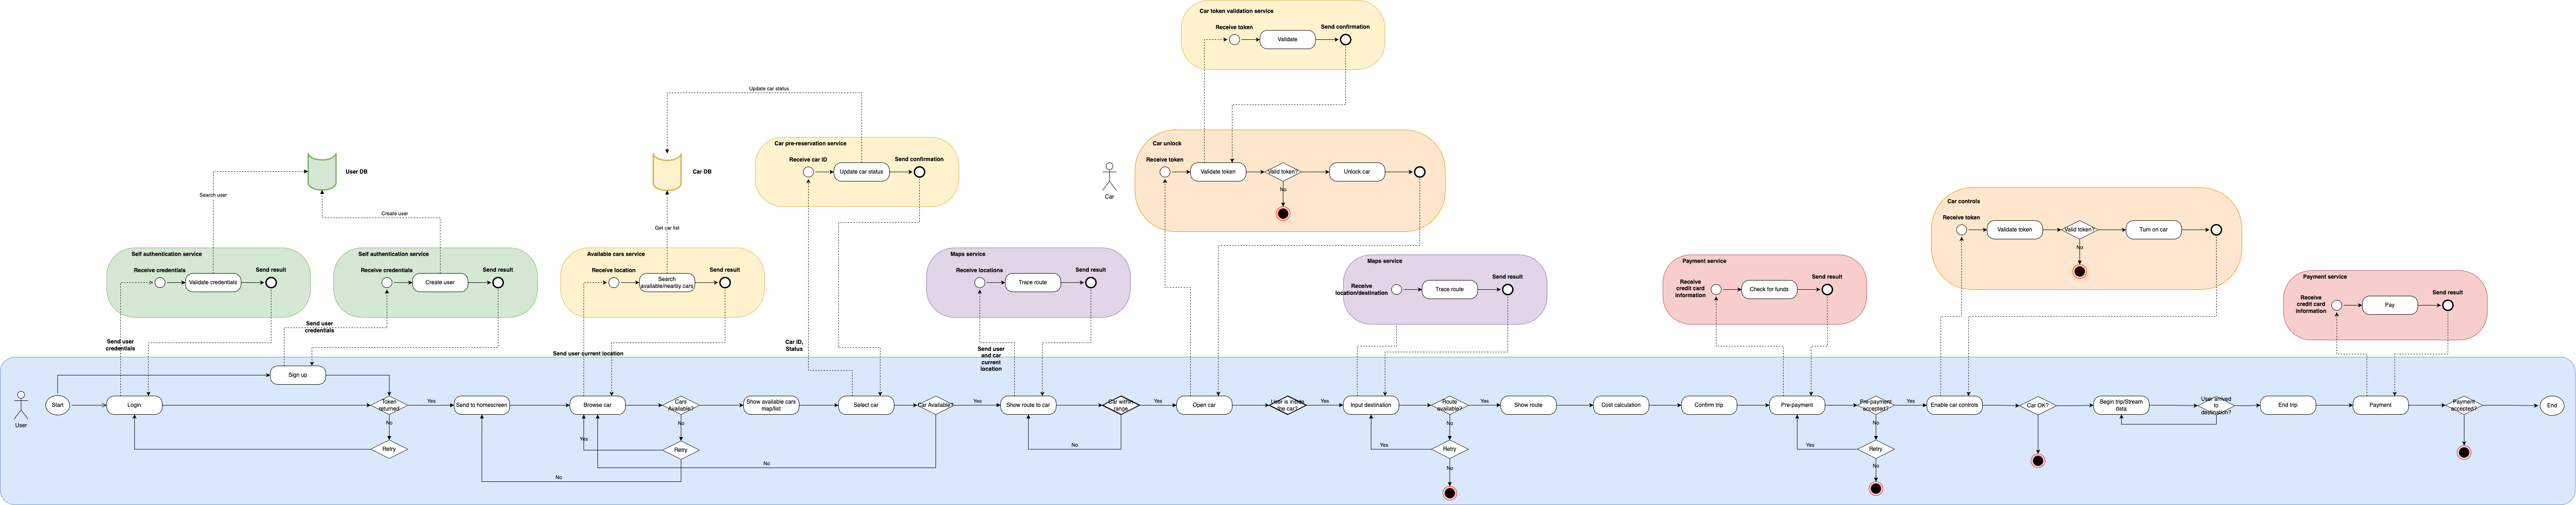 Car token validation service
Receive token
Send confirmation
Validate
Update car status
Car pre-reservation service
Receive car ID
Send confirmation
Update car status
Car unlock
Receive token
Validate token
Valid token?
Unlock car
No
Car
User DB
Car DB
Search user
Create user
Get car list
Car controls
Receive token
Validate token
Valid token?
Turn on car
No
Self authentication service
Receive credentials
Send result
Validate credentials
Self authentication service
Receive credentials
Send result
Create user
Available cars service
Receive location
Send result
Search
available/nearby cars
Maps service
Receive locations
Send result
Trace route
Maps service
Receive
location/destination
Send result
Trace route
Payment service
Receive
credit card
information
Send result
Check for funds
Payment service
Receive
credit card
information
Send result
Pay
Send user
credentials
Send user
credentials
Send user current location
Car ID,
Status
Send user
and car
current
location
User
Start
Login
Sign up
Token
returned
Yes
No
Retry
Send to homescreen
Browse car
Cars
Available?
No
Yes
Retry
No
Show available cars
map/list
Select car
Car Available?
Yes
No
Show route to car
Car within
range
Yes
No
Open car
User is inside
the car?
Yes
Input destination
Route
available?
Yes
No
Retry
Yes
No
Show route
Cost calculation
Confirm trip
Pre-payment
Pre-payment
accepted?
Yes
No
Retry
Yes
No
Enable car controls
Car OK?
Begin trip/Stream
data
User arrived
to
destination?
End trip
Payment
Payment
accepted?
End